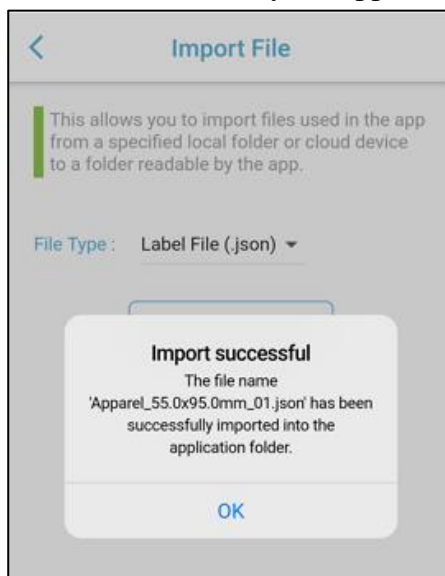 Import File
This allows you to import files used in the app
from a specified local folder or cloud device
to a folder readable by the app.
File Type : Label File (.json)
Import successful
The file name
'Apparel_55.0x95.0mm_01.json' has been
successfully imported into the
application folder.
OK